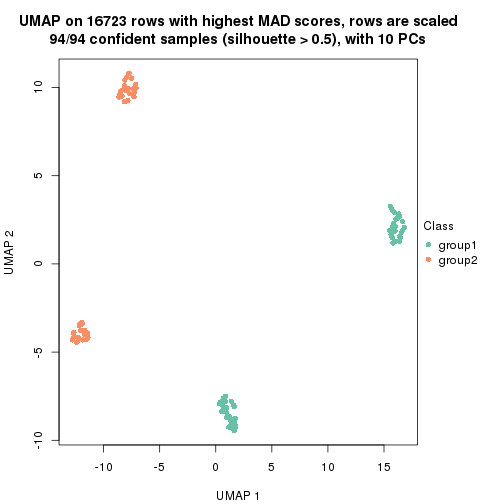 UMAP on 16723 rows with highest MAD scores, rows are scaled
94/94 confident samples (silhouette > 0.5), with 10 PCs
10
5
0
-5
-10
UMAP 2
-10
-5
0
5
10
15
UMAP 1
Class
group1
group2